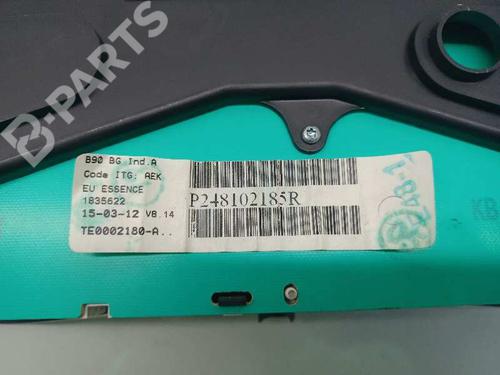 B-PARTS
B90 BG Ind.A
Code ITG: AEK
EU ESSENCE
1835622
15-03-12 V8.14
TE0002180-A..
P248102185R
KB